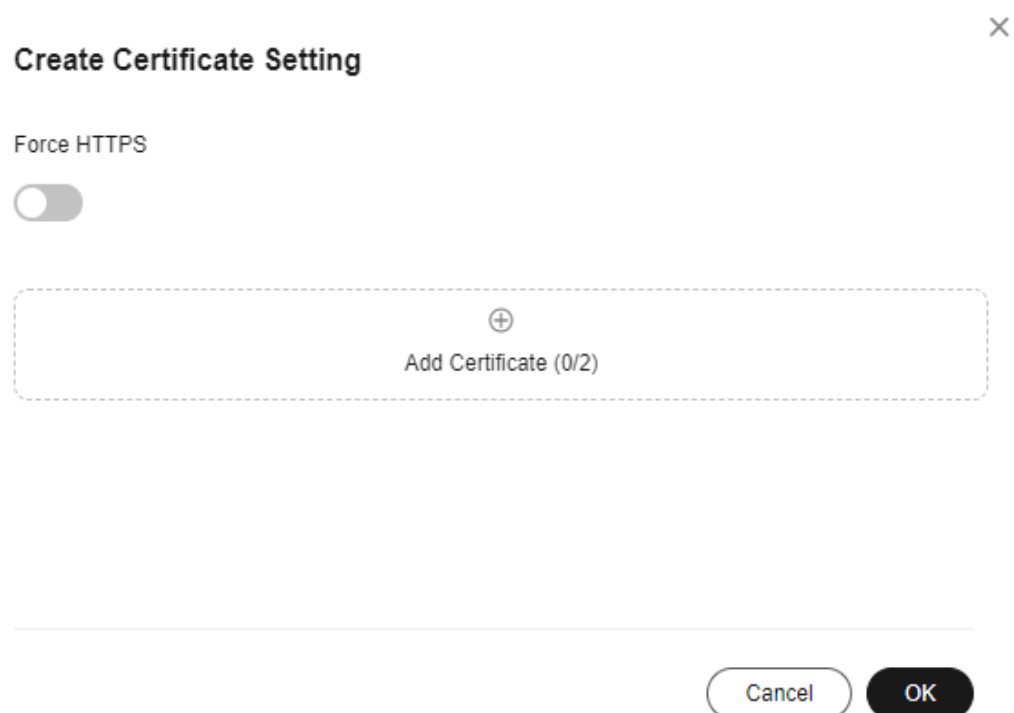 Create Certificate Setting
Force HTTPS
Add Certificate (0/2)
Cancel
OK